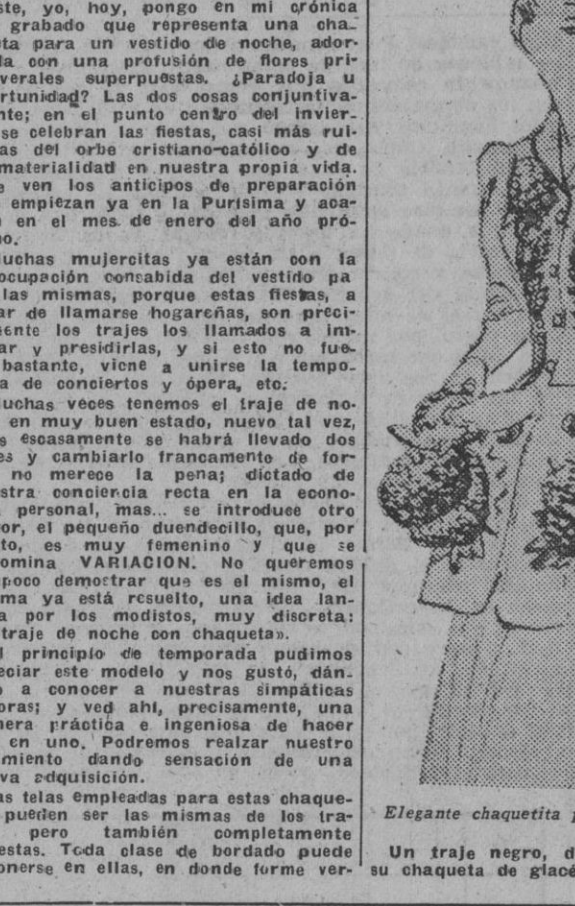 ste, yo, hoy, pongo en mi crónica
grabado que representa una cha-
ta para un vestido de noche, ador-
da con una profusión de flores pri-
verales superpuestas. ¿Paradoja u
rtunidad? Las dos cosas conjuntiva-
nte; en el punto centro del invier-
se celebran las fiestas, casi más rui-
as del orbe cristiano-católico y de
materialidad en nuestra propia vida.
e ven los anticipos de preparación
empiezan ya en la Purísima y aca-
n en el mes de enero del año pró-
no.
uchas mujercitas ya están con la
ocupación consabida del vestido pa
las mismas, porque estas fiestas, a
ar de llamarse hogareñas, son preci-
ente los trajes los llamados a im-
ar y presidirlas, y si esto no fue-
bastante, viene a unirse la tempo-
a de conciertos y ópera, etc.
uchas veces tenemos el traje de no-
en muy buen estado, nuevo tal vez,
s escasamente se habrá llevado dos
es y cambiarlo francamento de for-
no merece la pena; dictado de
stra conciencia recta en la econo-
personal, mas... se introduce otro
or, el pequeño duendecillo, que, por
to, es muy femenino y que se
omina VARIACION. No queremos
poco demostrar que es el mismo, el
ma ya está resuelto, una idea lan-
a por los modistos, muy discreta:
traje de noche con chaqueta».
l principio de temporada pudimos
eciar este modelo y nos gustó, dán-
o a conocer a nuestras simpáticas
oras; y ved ahí, precisamente, una
nera práctica e ingeniosa de hacer
en uno. Podremos realzar nuestro
miento dando sensación de una
va adquisición.
as telas empleadas para estas chaque-
pueden ser las mismas de los tra-
pero también completamente
estas. Toda clase de bordado puede
onerse en ellas, en donde forme ver-
Elegante chaquetita p
Un traje negro, d
su chaqueta de glacé